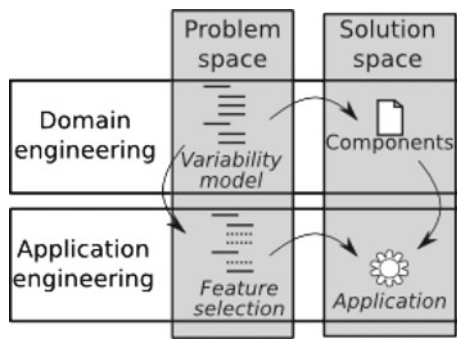 Problem
space
Solution
space
Domain
engineering
Variability
model
Components
Application
engineering
Feature
selection
Application